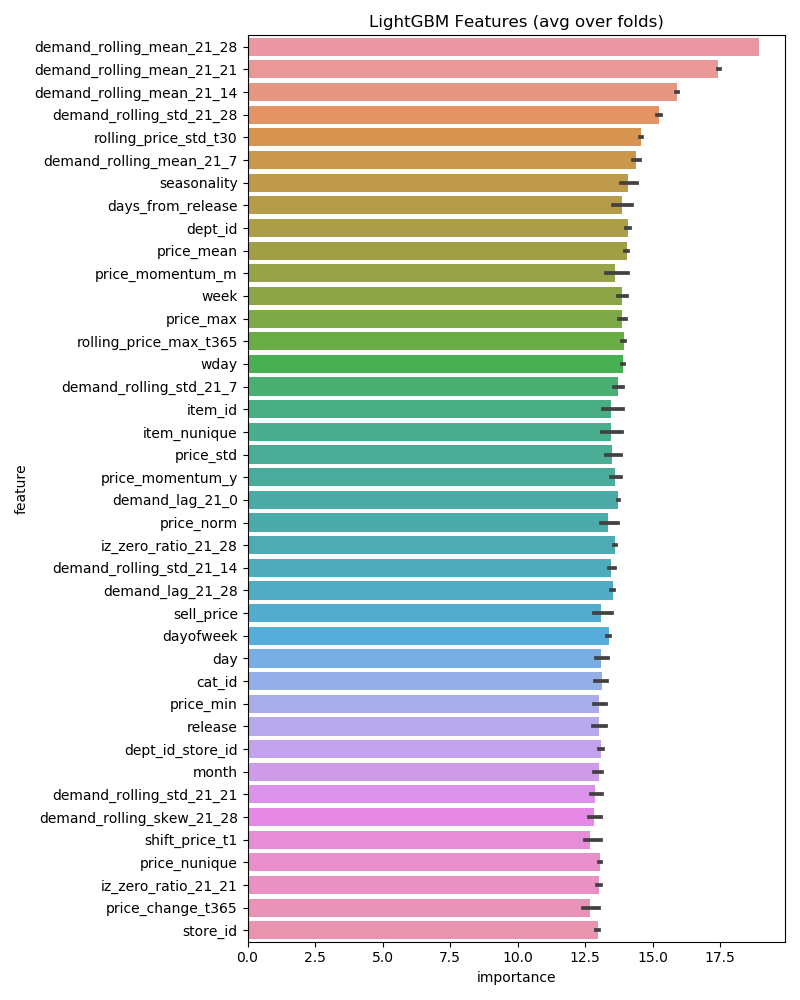 LightGBM Features (avg over folds)
demand_rolling_mean_21_28
demand_rolling_mean_21_21
demand_rolling_mean_21_14
demand_rolling_std_21_28
rolling_price_std_t30
demand_rolling_mean_21_7
seasonality
days_from_release
dept_id
price_mean
price_momentum_m
week
price_max
rolling_price_max_t365
wday
demand_rolling_std_21_7
item_id
item_nunique
price_std
price_momentum_y
demand_lag_21_0
price_norm
iz_zero_ratio_21_28
demand_rolling_std_21_14
demand_lag_21_28
sell_price
dayofweek
day
cat_id
price_min
release
dept_id_store_id
month
demand_rolling_std_21_21
demand_rolling_skew_21_28
shift_price_t1
price_nunique
iz_zero_ratio_21_21
price_change_t365
store_id
feature
0.0 2.5 5.0 7.5 10.0 12.5 15.0 17.5
importance